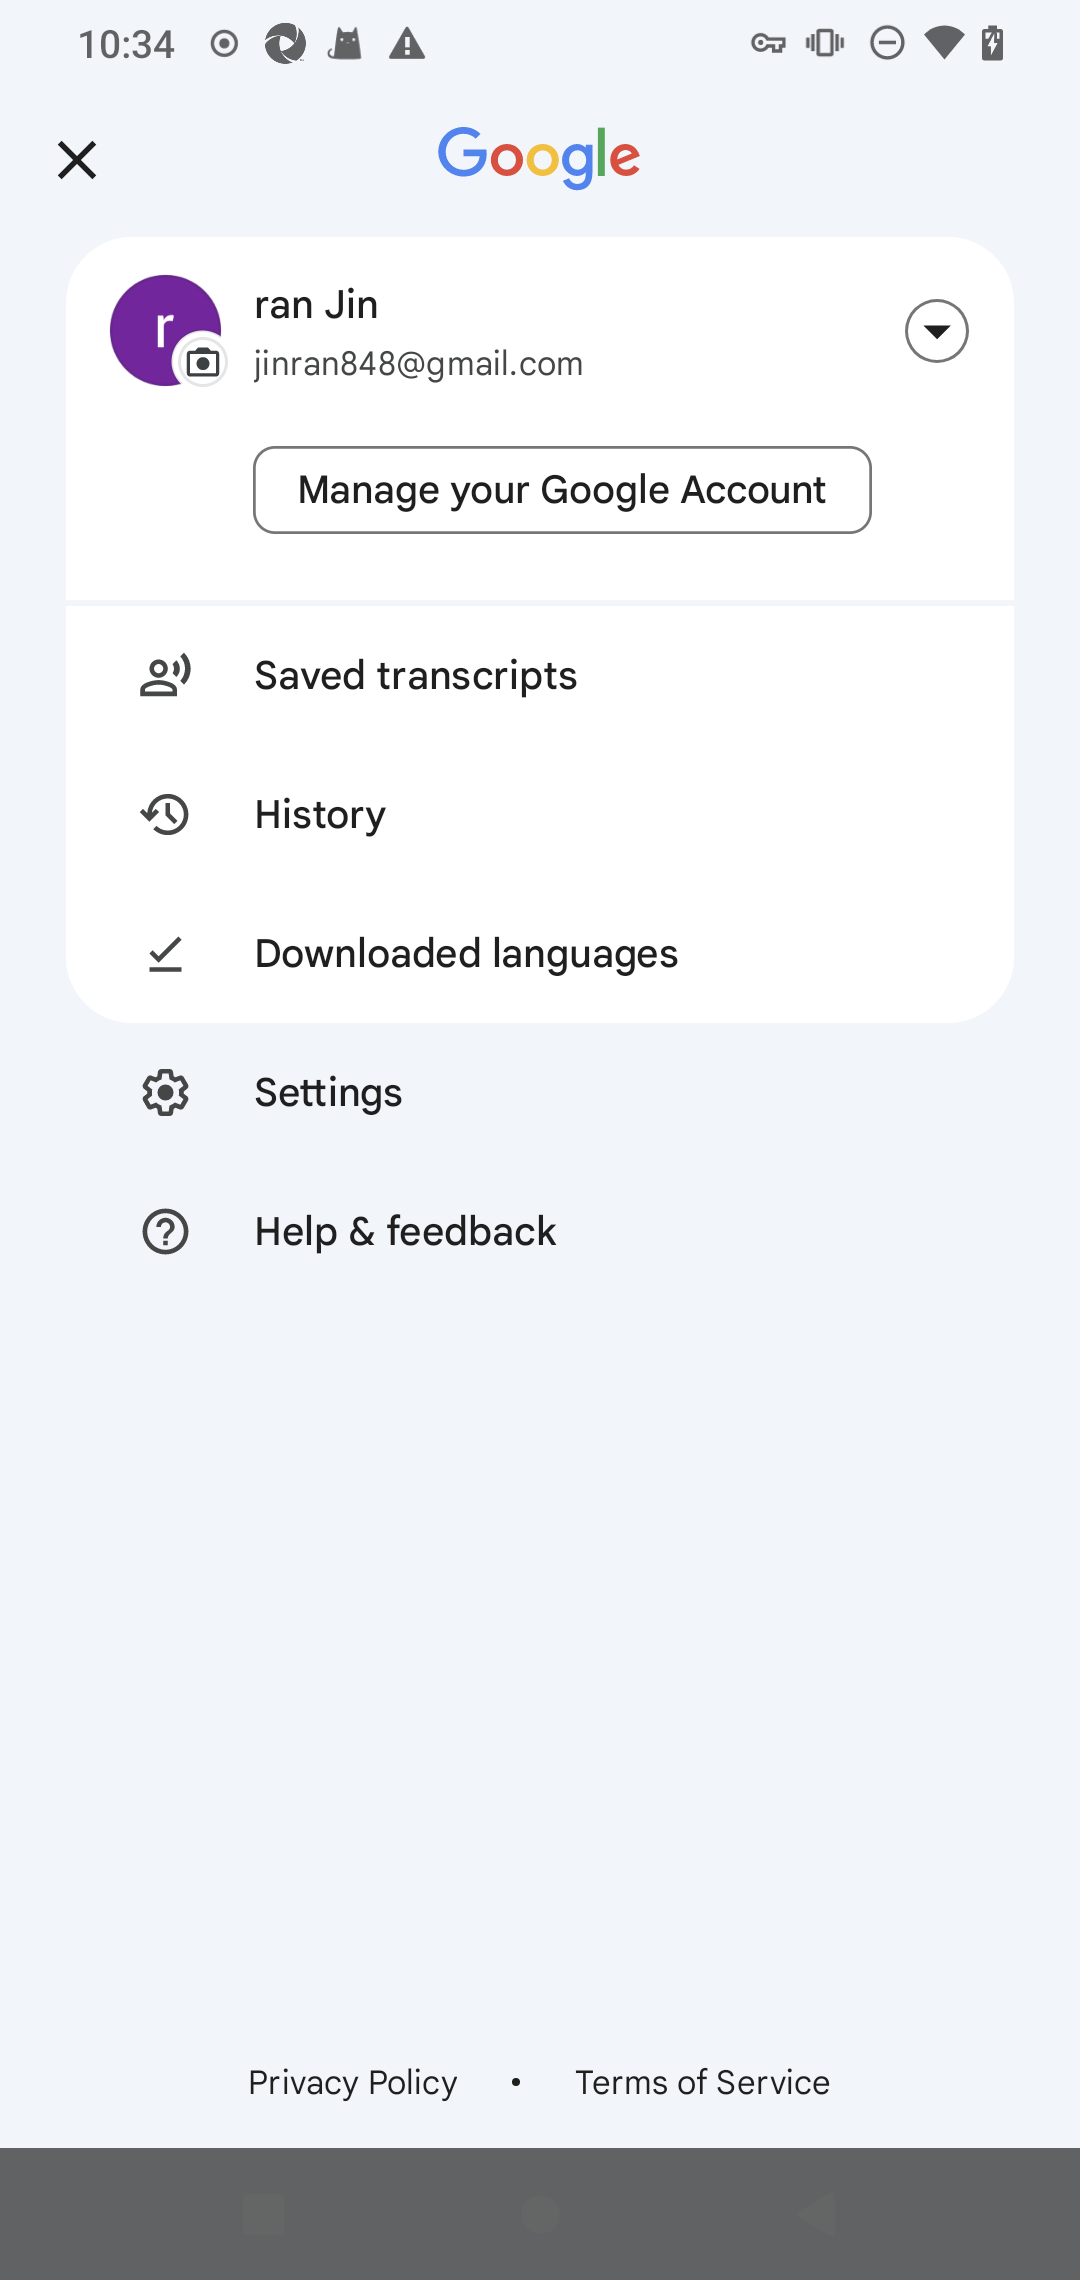 10:34
Google
r
ran Jin
jinran848@gmail.com
Manage your Google Account
Saved transcripts
History
Downloaded languages
Settings
Help & feedback
Privacy Policy • Terms of Service